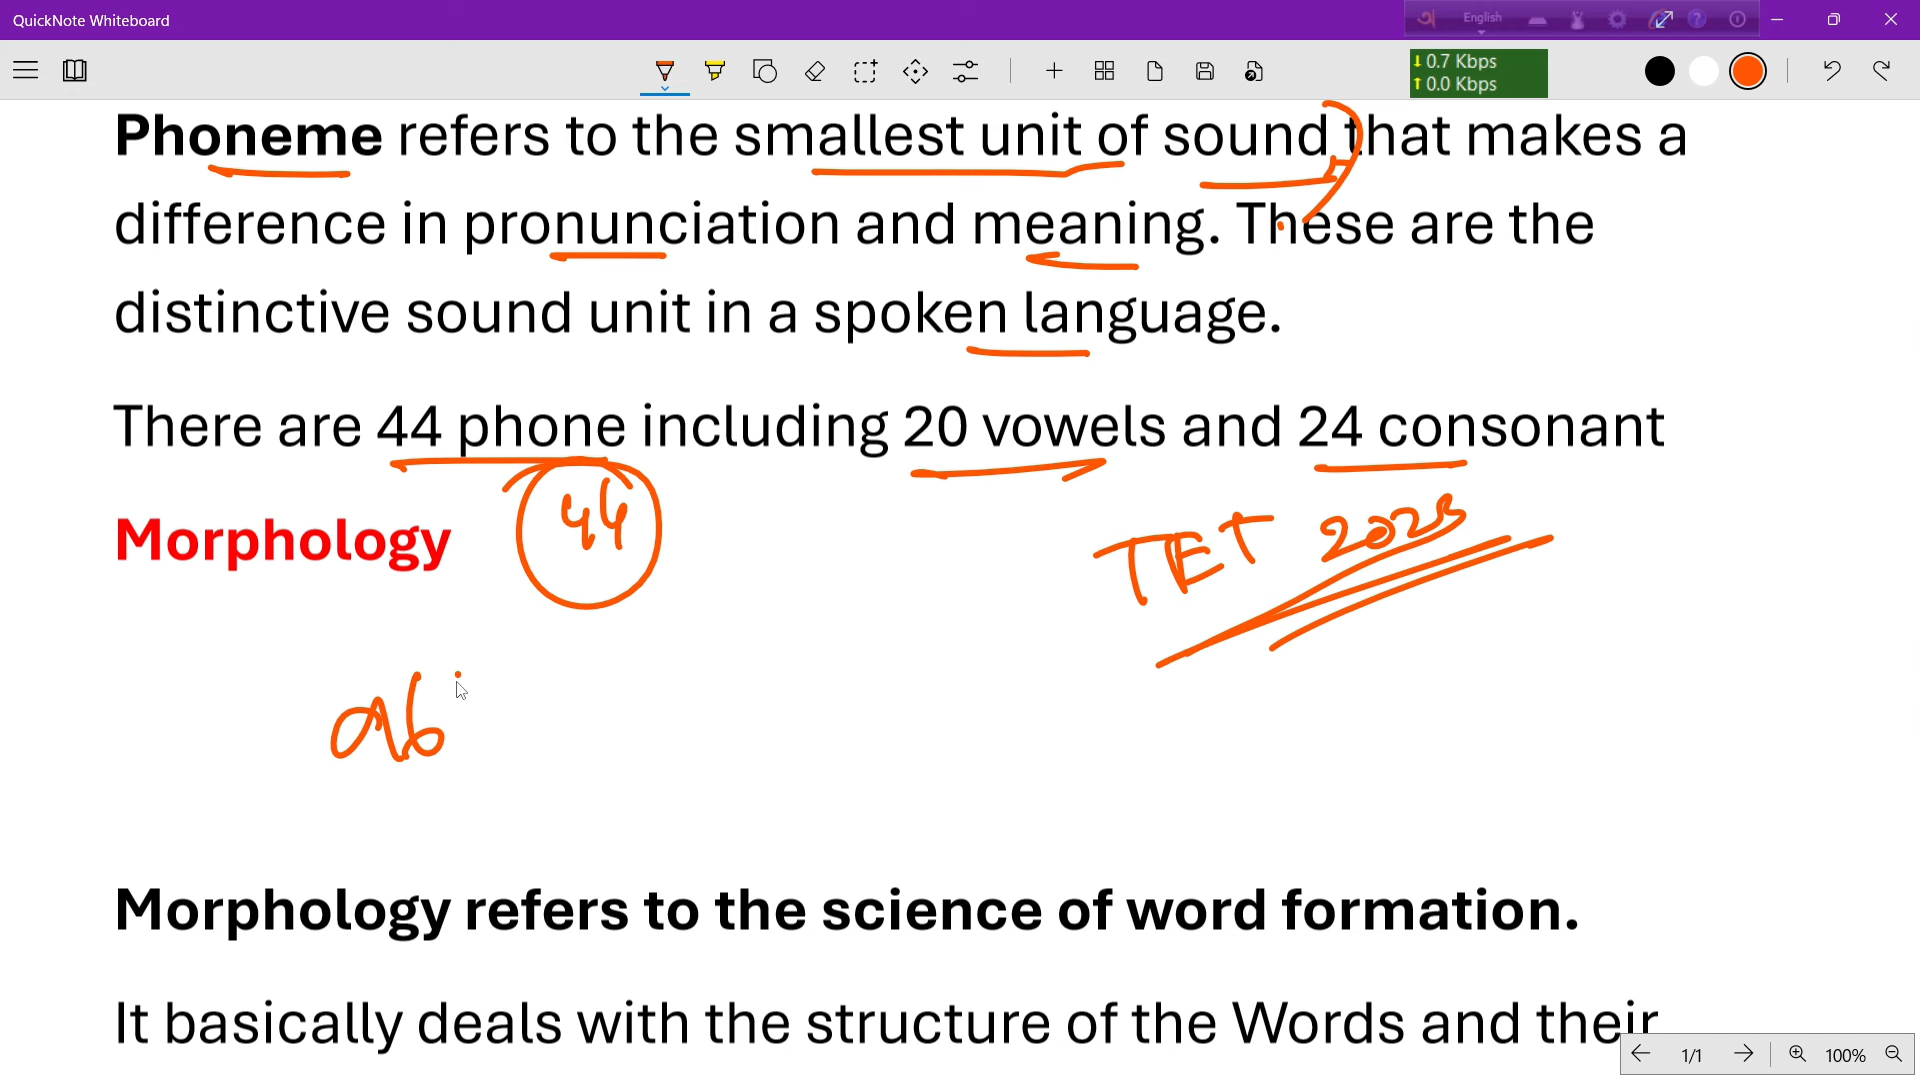 QuickNote Whiteboard
English
↓ 0.7 Kbps
↑ 0.0 Kbps
Phoneme refers to the smallest unit of sound that makes a
difference in pronunciation and meaning. These are the
distinctive sound unit in a spoken language.
There are 44 phone including 20 vowels and 24 consonant
44
Morphology
TET 2023
ab
Morphology refers to the science of word formation.
It basically deals with the structure of the Words and their
1/1
100%